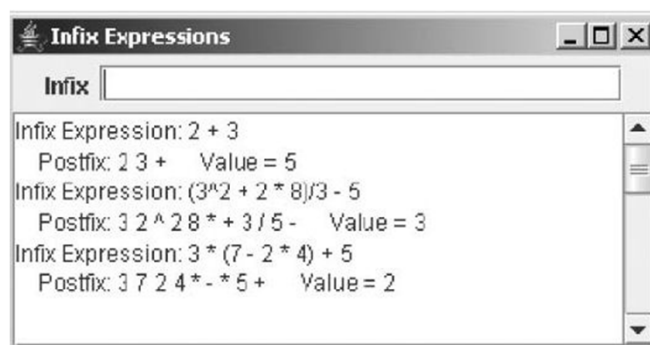 Infix Expressions
Infix
Infix Expression: 2 + 3
Postfix: 2 3 + Value = 5
Infix Expression: (3^2 + 2 * 8)/3 - 5
Postfix: 3 2 ^ 2 8 * + 3 / 5 - Value = 3
Infix Expression: 3 * (7 - 2 * 4) + 5
Postfix: 3 7 2 4 * - * 5 + Value = 2